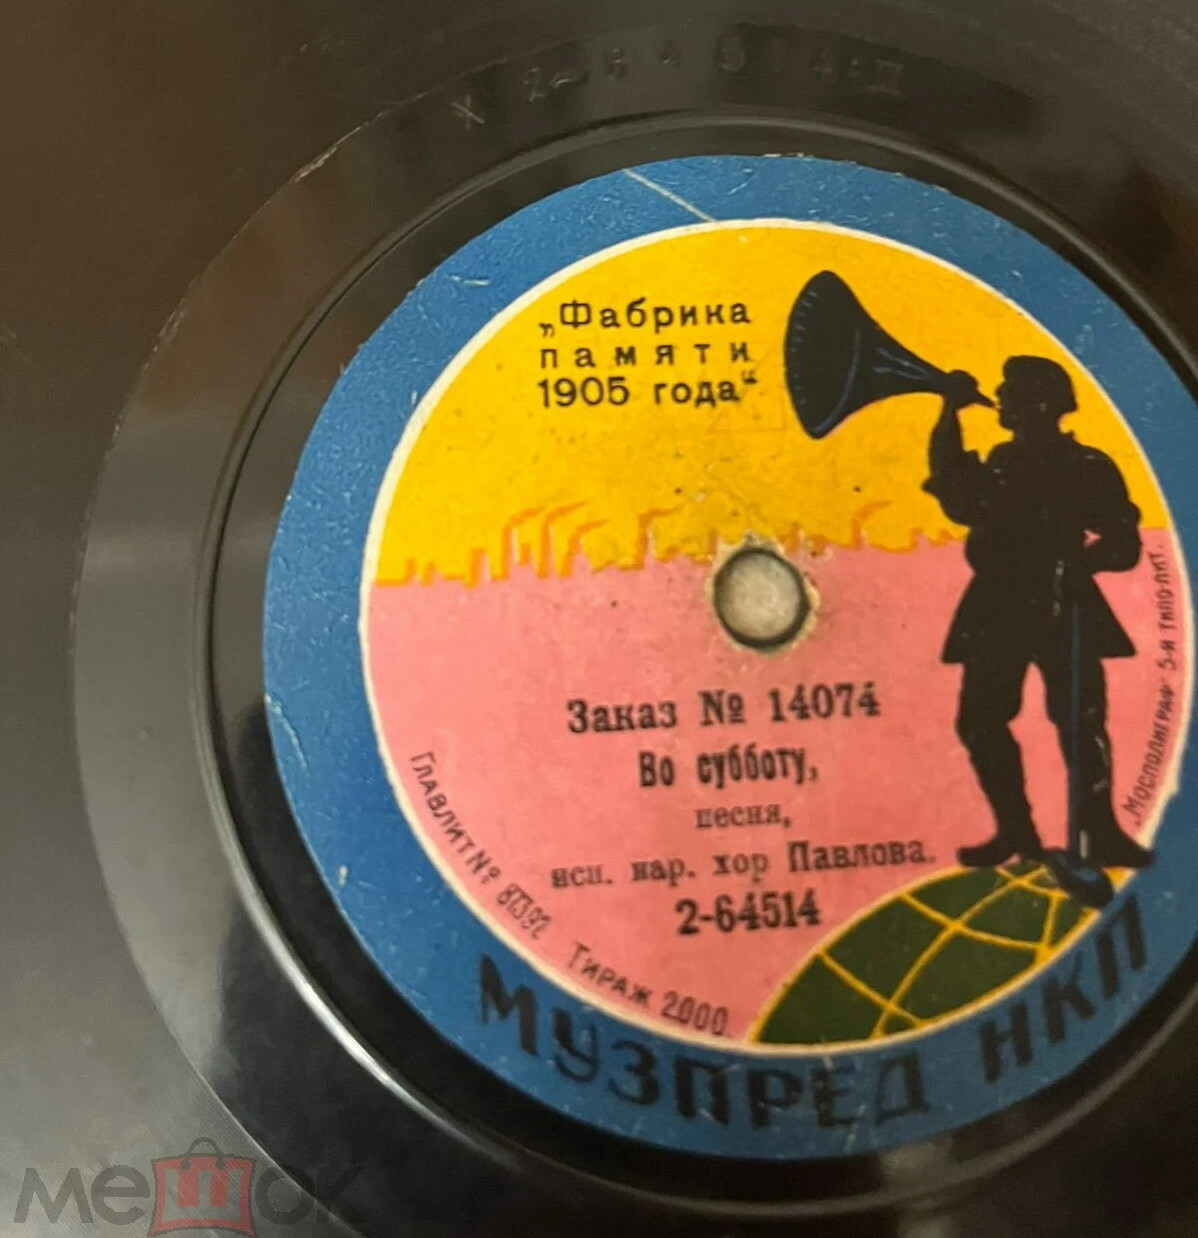 „Фабрика
памяти
1905 года“
Заказ № 14074
Во субботу,
песня,
исп. нар. хор Павлова.
2-64514
Главлит № Тираж 2000.
„Мосполиграф“ 5-я типо-лит.
МУЗПРЕД НКП
мешок